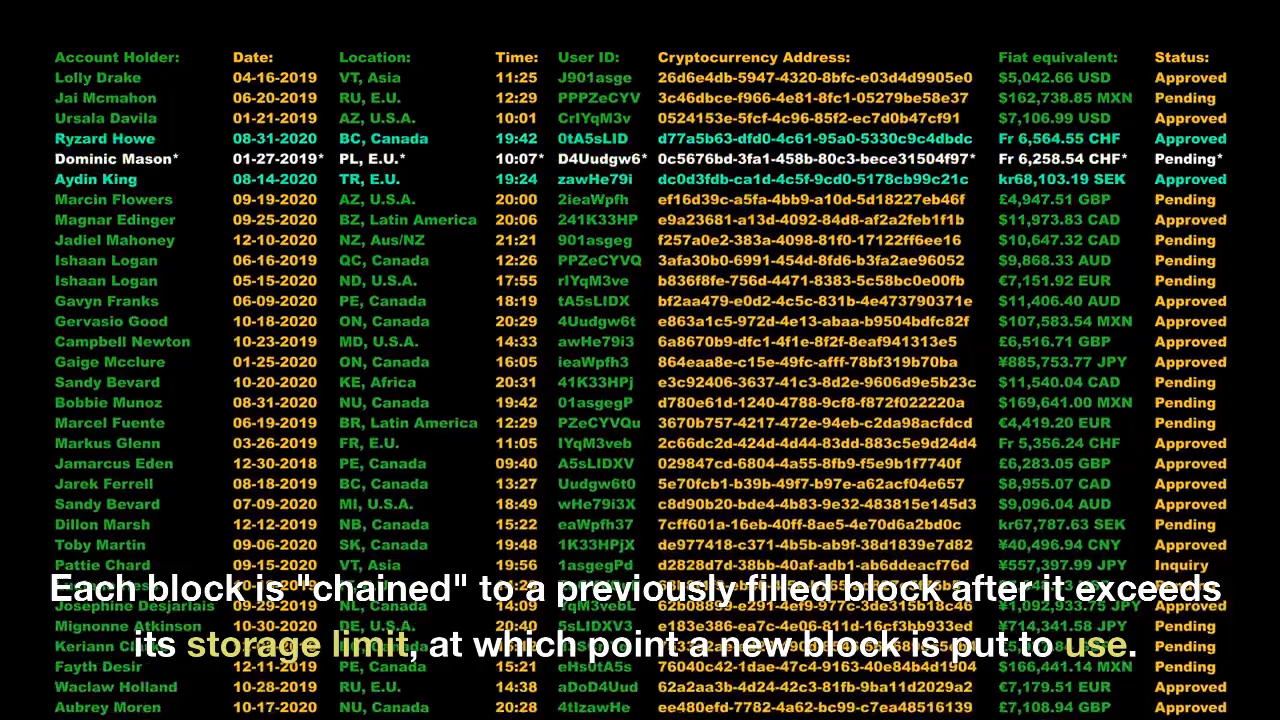 Account Holder: Date: Location: Time: User ID: Cryptocurrency Address: Fiat equivalent: Status:
Lolly Drake 04-16-2019 VT, Asia 11:25 J901asge 26d6e4db-5947-4320-8bfc-e03d4d9905e0 $5,042.66 USD Approved
Jai Mcmahon 06-20-2019 RU, E.U. 12:29 PPPZeCYV 3c46dbce-f966-4e81-8fc1-05279be58e37 $162,738.85 MXN Pending
Ursala Davila 01-21-2019 AZ, U.S.A. 10:01 CrIYqM3v 0524153e-5fcf-4c96-85f2-ec7d0b47cf91 $7,106.99 USD Approved
Ryzard Howe 08-31-2020 BC, Canada 19:42 0tA5sLID d77a5b63-dfd0-4c61-95a0-5330c9c4dbdc Fr 6,564.55 CHF Approved
Dominic Mason* 01-27-2019* PL, E.U.* 10:07* D4Uudgw6* 0c5676bd-3fa1-458b-80c3-bece31504f97* Fr 6,258.54 CHF* Pending*
Aydin King 08-14-2020 TR, E.U. 19:24 zawHe79i dc0d3fdb-ca1d-4c5f-9cd0-5178cb99c21c kr68,103.19 SEK Approved
Marcin Flowers 09-19-2020 AZ, U.S.A. 20:00 2ieaWpfh ef16d39c-a5fa-4bb9-a10d-5d18227eb46f £4,947.51 GBP Pending
Magnar Edinger 09-25-2020 BZ, Latin America 20:06 241K33HP e9a23681-a13d-4092-84d8-af2a2feb1f1b $11,973.83 CAD Approved
Jadiel Mahoney 12-10-2020 NZ, Aus/NZ 21:21 901asgeg f257a0e2-383a-4098-81f0-17122ff6ee16 $10,647.32 CAD Pending
Ishaan Logan 06-16-2019 QC, Canada 12:26 PPZeCYVQ 3afa30b0-6991-454d-8fd6-b3fa2ae96052 $9,868.33 AUD Pending
Ishaan Logan 05-15-2020 ND, U.S.A. 17:55 rIYqM3ve b836f8fe-756d-4471-8383-5c58bc0e00fb €7,151.92 EUR Pending
Gavyn Franks 06-09-2020 PE, Canada 18:19 tA5sLIDX bf2aa479-e0d2-4c5c-831b-4e473790371e $11,406.40 AUD Approved
Gervasio Good 10-18-2020 ON, Canada 20:29 4Uudgw6t e863a1c5-972d-4e13-abaa-b9504bdfc82f $107,583.54 MXN Pending
Campbell Newton 10-23-2019 MD, U.S.A. 14:33 awHe79i3 6a8670b9-dfc1-4f1e-8f2f-8eaf941313e5 £6,516.71 GBP Approved
Gaige Mcclure 01-25-2020 ON, Canada 16:05 ieaWpfh3 864eaa8e-c15e-49fc-afff-78bf319b70ba ¥885,753.77 JPY Approved
Sandy Bevard 10-20-2020 KE, Africa 20:31 41K33HPj e3c92406-3637-41c3-8d2e-9606d9e5b23c $11,540.04 CAD Pending
Bobbie Munoz 08-31-2020 NU, Canada 19:42 01asgegP d780e61d-1240-4788-9cf8-f872f022220a $169,641.00 MXN Pending
Marcel Fuente 06-19-2019 BR, Latin America 12:29 PZeCYVQu 3670b757-4217-472e-94eb-c2da98acfdcd €4,419.20 EUR Pending
Markus Glenn 03-26-2019 FR, E.U. 11:05 IYqM3veb 2c66dc2d-424d-4d44-83dd-883c5e9d24d4 Fr 5,356.24 CHF Approved
Jamarcus Eden 12-30-2018 PE, Canada 09:40 A5sLIDXV 029847cd-6804-4a55-8fb9-f5e9b1f7740f £6,283.05 GBP Approved
Jarek Ferrell 08-18-2019 BC, Canada 13:27 Uudgw6t0 5e70fcb1-b39b-49f7-b97e-a62acf04e657 $8,955.07 CAD Approved
Sandy Bevard 07-09-2020 MI, U.S.A. 18:49 wHe79i3X c8d90b20-bde4-4b83-9e32-483815e145d3 $9,096.04 AUD Approved
Dillon Marsh 12-12-2019 NB, Canada 15:22 eaWpfh37 7cff601a-16eb-40ff-8ae5-4e70d6a2bd0c kr67,787.63 SEK Pending
Toby Martin 09-06-2020 SK, Canada 19:48 1K33HPjX de977418-c371-4b5b-ab9f-38d1839e7d82 ¥40,496.94 CNY Approved
Pattie Chard 09-15-2020 VT, Asia 19:56 1asgegPd d2828d7d-38bb-40af-adb1-ab6ddeacf76d ¥557,397.99 JPY Inquiry
Each block is "chained" to a previously filled block after it exceeds
Josephine Desjarlais 09-29-2019 NL, Canada 14:09 YqM3vebL 62b08899-e291-4ef9-977c-3de315b18c46 ¥1,092,933.75 JPY Approved
Mignonne Atkinson 10-30-2020 DE, U.S.A. 20:40 5sLIDXV3 e183e386-ea7c-4e06-811d-16cf3bb933ed ¥714,341.58 JPY Pending
its storage limit, at which point a new block is put to use.
Fayth Desir 12-11-2019 PE, Canada 15:21 eHs0tA5s 76040c42-1dae-47c4-9163-40e84b4d1904 $166,441.14 MXN Pending
Waclaw Holland 10-28-2019 RU, E.U. 14:38 aDoD4Uud 62a2aa3b-4d24-42c3-81fb-9ba11d2029a2 €7,179.51 EUR Approved
Aubrey Moren 10-17-2020 NU, Canada 20:28 4tIzawHe ee480efd-7782-4a62-bc99-c7ea48516139 £7,108.94 GBP Approved